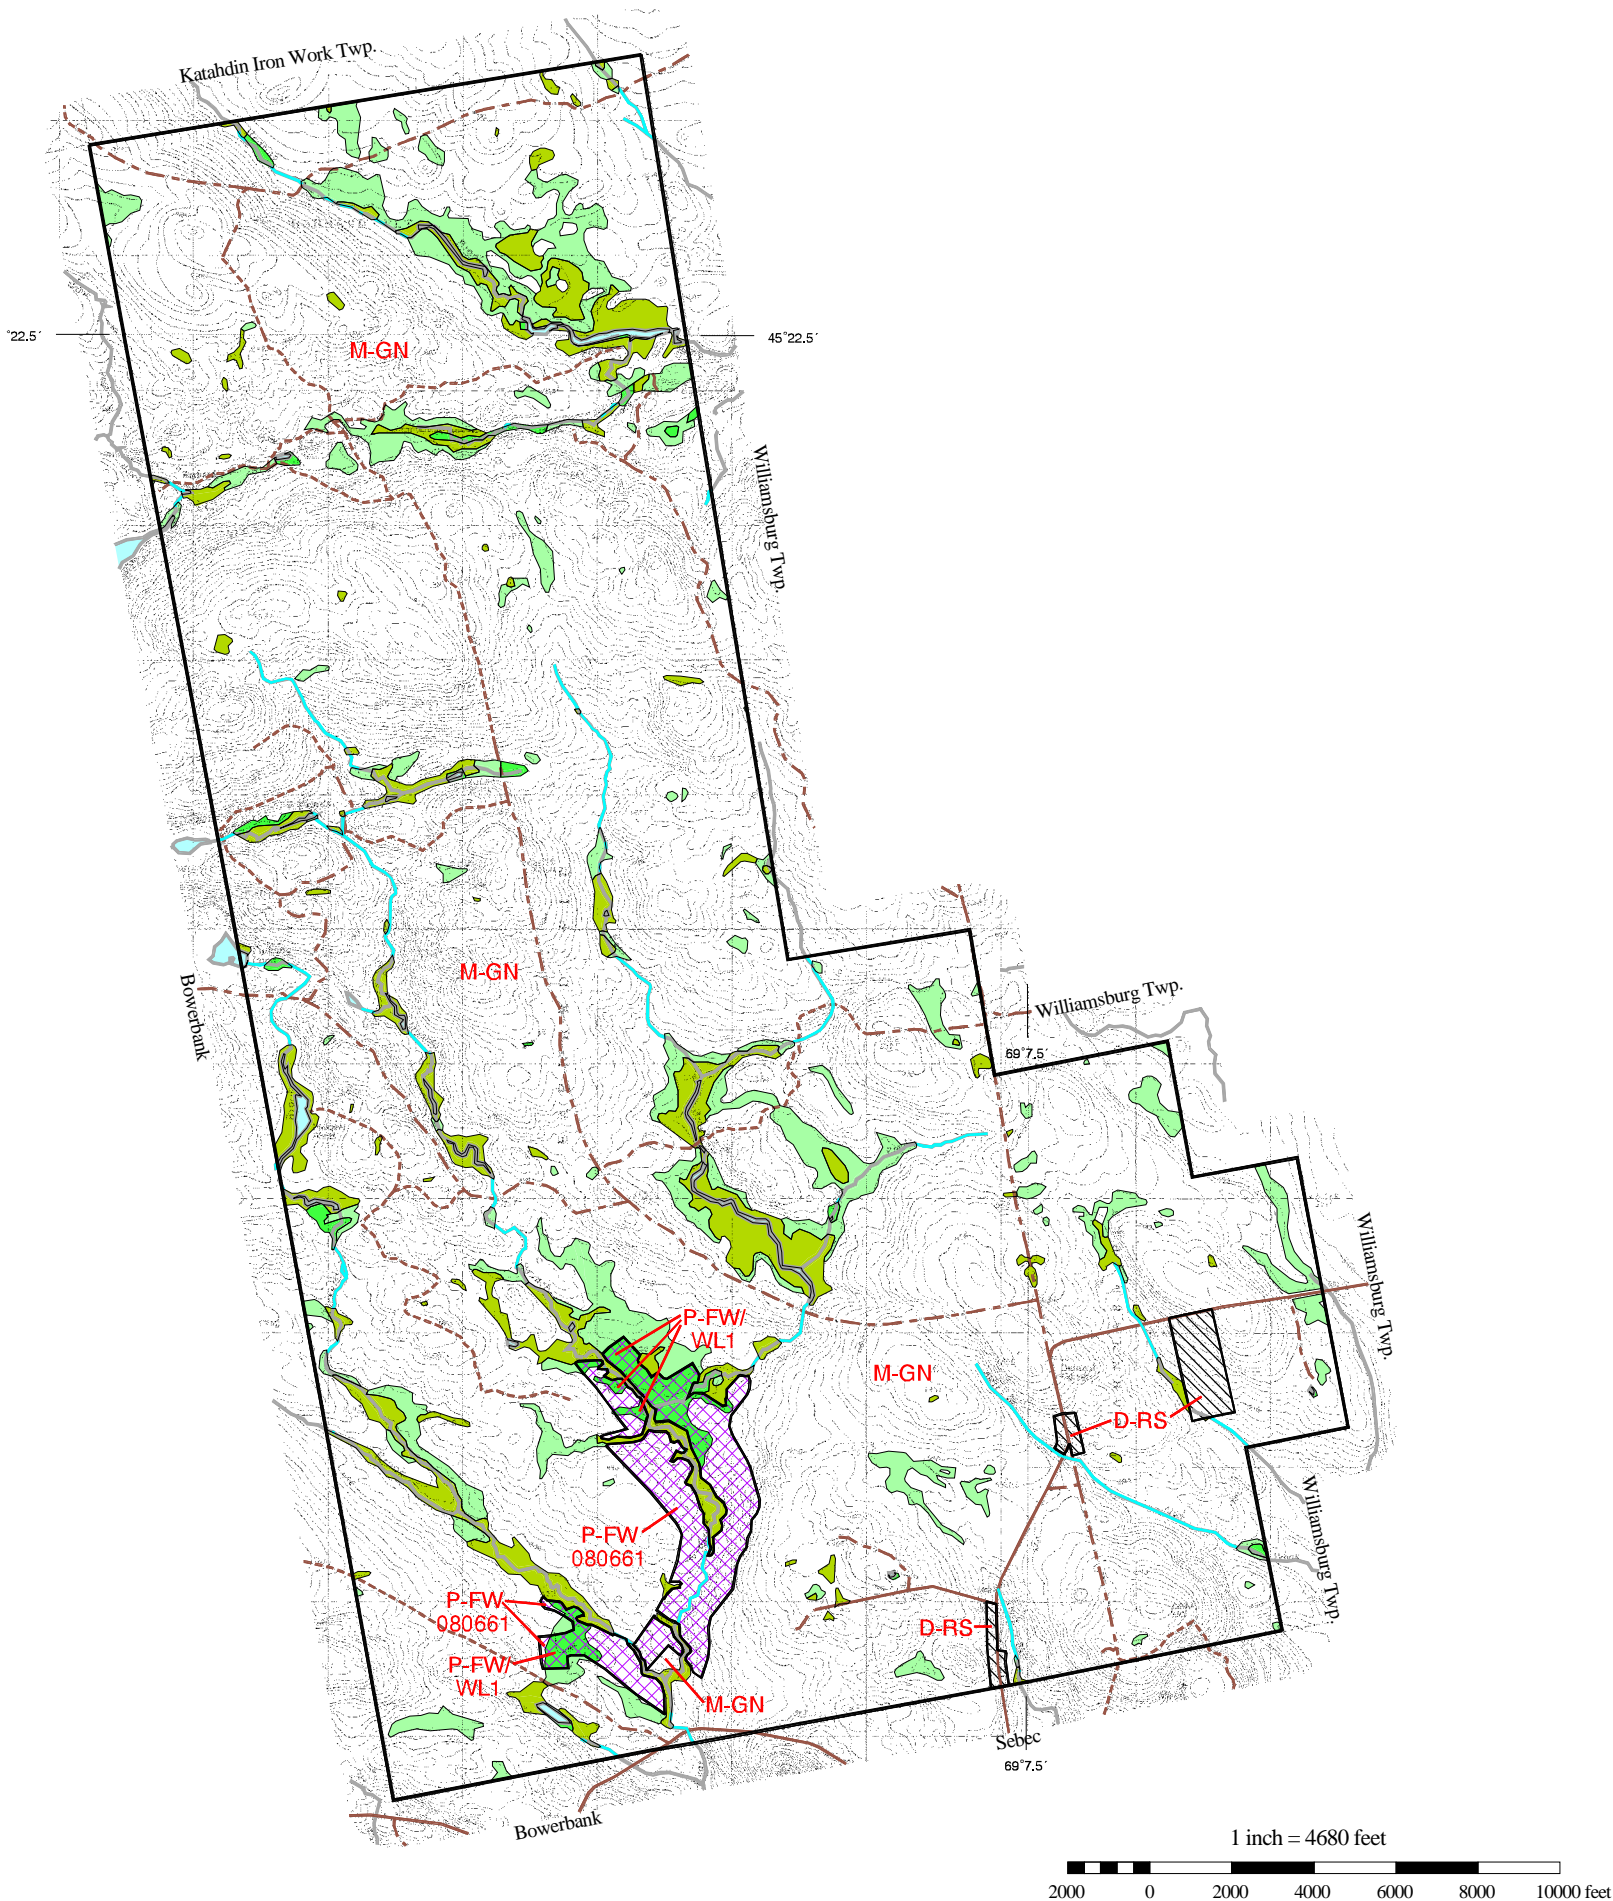 Katahdin Iron Work Twp.
°22.5´
45°22.5´
M-GN
Williamsburg Twp.
M-GN
Bowerbank
Williamsburg Twp.
69°7.5´
Williamsburg Twp.
P-FW/
WL1
M-GN
D-RS
Williamsburg Twp.
P-FW
080661
P-FW
080661
D-RS
P-FW/
WL1
M-GN
Sebec
69°7.5´
Bowerbank
1 inch = 4680 feet
2000 0 2000 4000 6000 8000 10000 feet